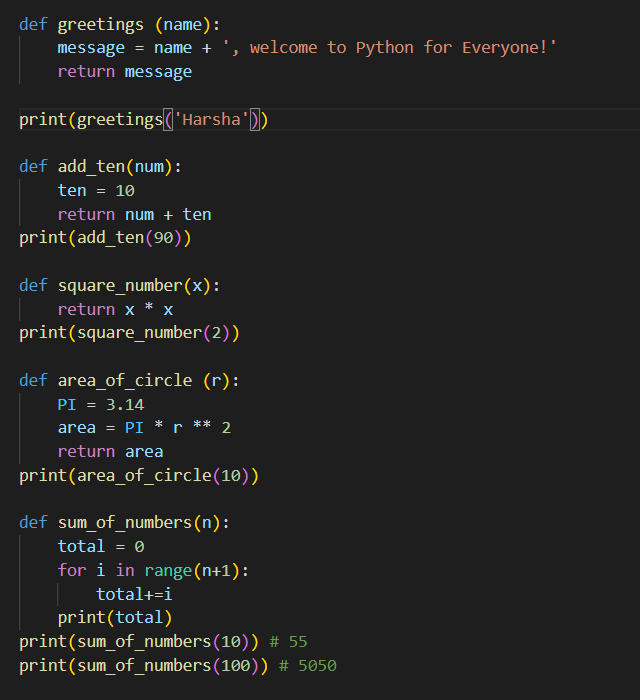 def greetings (name):
    message = name + ', welcome to Python for Everyone!'
    return message

print(greetings('Harsha'))

def add_ten(num):
    ten = 10
    return num + ten
print(add_ten(90))

def square_number(x):
    return x * x
print(square_number(2))

def area_of_circle (r):
    PI = 3.14
    area = PI * r ** 2
    return area
print(area_of_circle(10))

def sum_of_numbers(n):
    total = 0
    for i in range(n+1):
        total+=i
    print(total)
print(sum_of_numbers(10)) # 55
print(sum_of_numbers(100)) # 5050